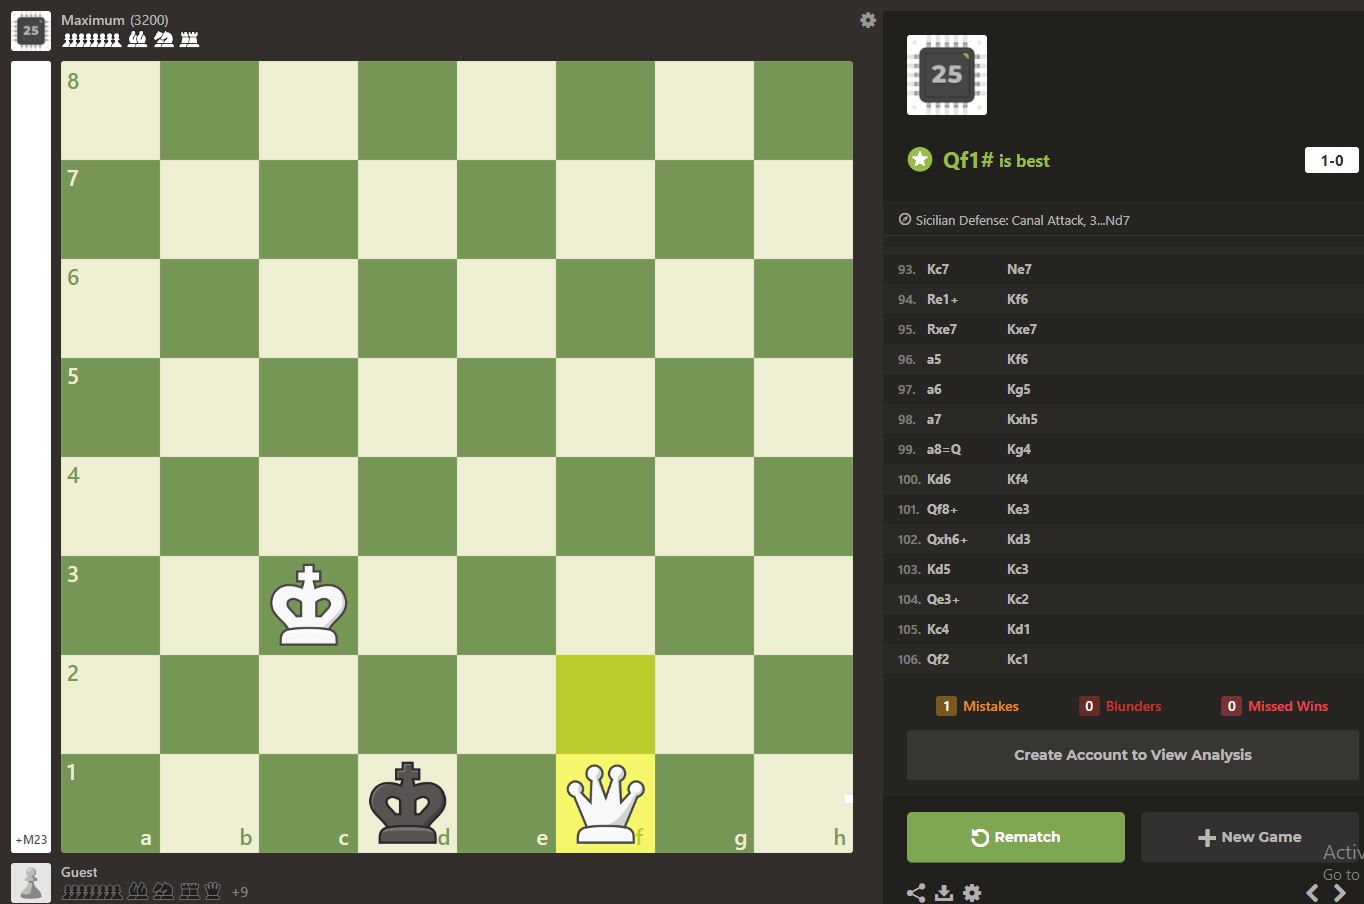 25
Maximum (3200)
25
Qf1# is best
1-0
Sicilian Defense: Canal Attack, 3...Nd7
93. Kc7 Ne7
94. Re1+ Kf6
95. Rxe7 Kxe7
96. a5 Kf6
97. a6 Kg5
98. a7 Kxh5
99. a8=Q Kg4
100. Kd6 Kf4
101. Qf8+ Ke3
102. Qxh6+ Kd3
103. Kd5 Kc3
104. Qe3+ Kc2
105. Kc4 Kd1
106. Qf2 Kc1
1 Mistakes 0 Blunders 0 Missed Wins
Create Account to View Analysis
Rematch New Game
Activ
Go to
8
7
6
5
4
3
2
1
a b c d e f g h
+M23
Guest
+9